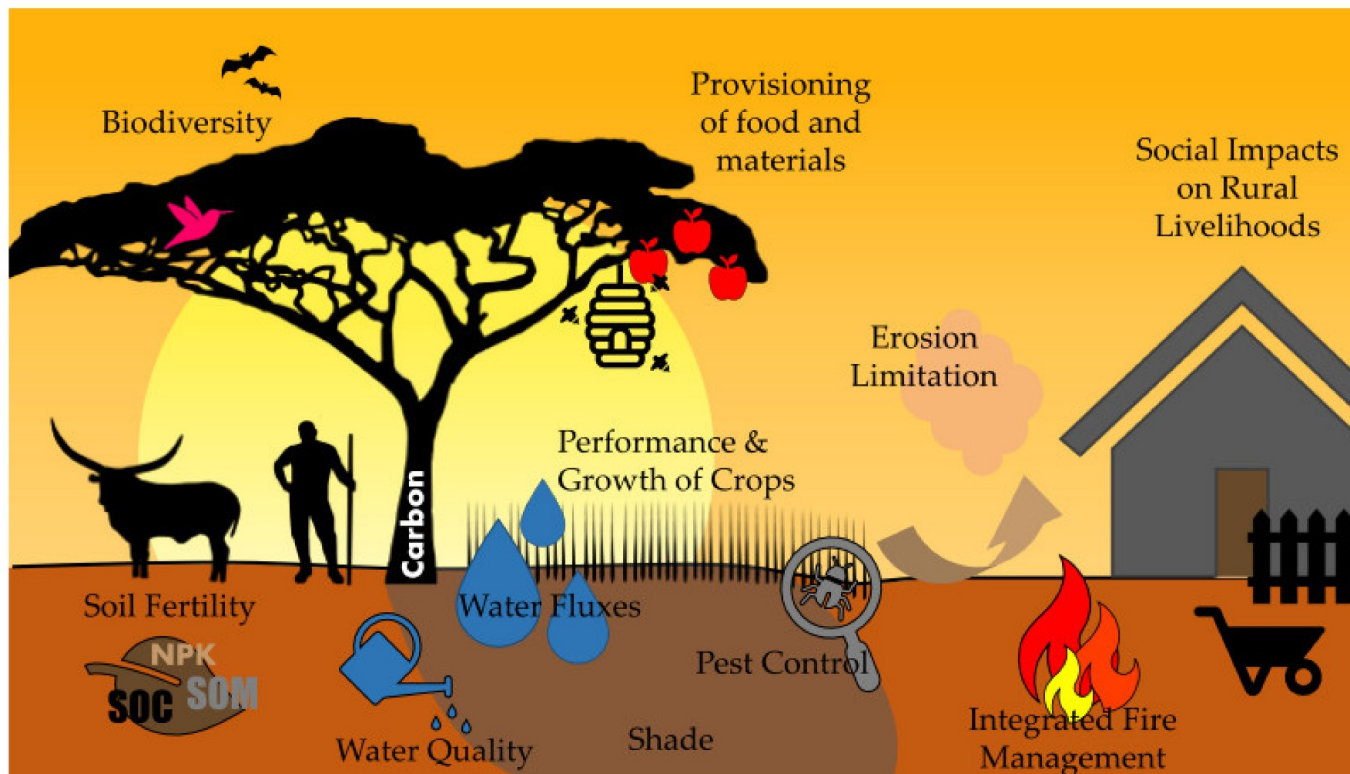 Biodiversity
Provisioning
of food and
materials
Social Impacts
on Rural
Livelihoods
Erosion
Limitation
Performance &
Growth of Crops
Carbon
Soil Fertility
NPK
SOC
SOM
Water Fluxes
Pest Control
Water Quality
Shade
Integrated Fire
Management